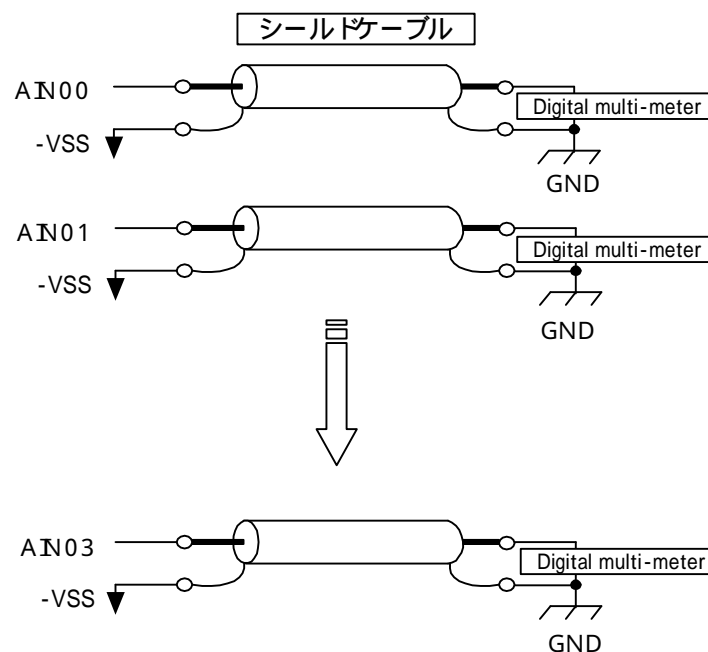 シールドケーブル
AIN00
Digital multi-meter
-VSS
GND
AIN01
Digital multi-meter
-VSS
GND
AIN03
Digital multi-meter
-VSS
GND